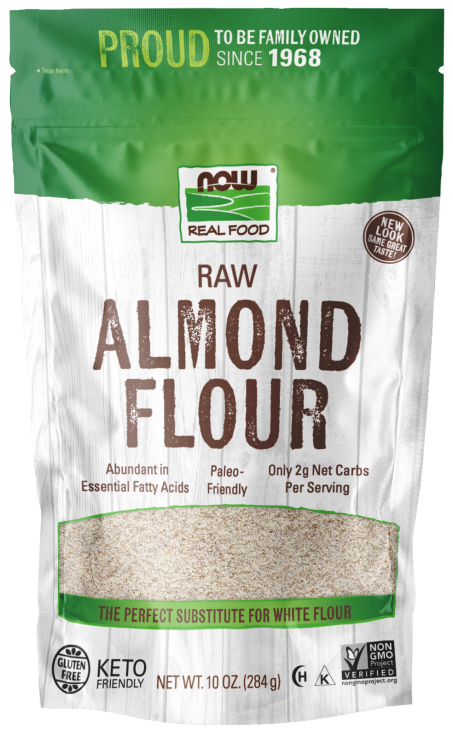 PROUD TO BE FAMILY OWNED
SINCE 1968
Tear here
NOW
REAL FOOD
NEW
LOOK
SAME GREAT
TASTE!
RAW
ALMOND
FLOUR
Abundant in
Essential Fatty Acids
Paleo-
Friendly
Only 2g Net Carbs
Per Serving
THE PERFECT SUBSTITUTE FOR WHITE FLOUR
GLUTEN
FREE
KETO
FRIENDLY
NET WT. 10 OZ. (284 g)
H
K
NON
GMO
Project
VERIFIED
nongmoproject.org